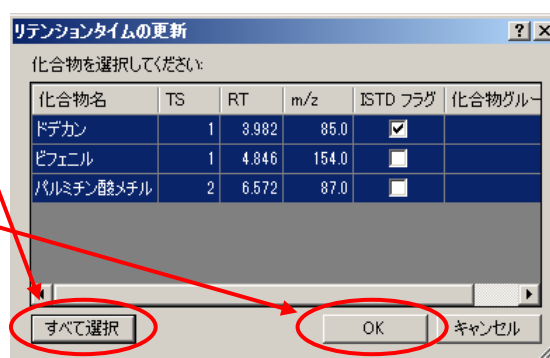 リテンションタイムの更新
化合物を選択してください:
化合物名 TS RT m/z ISTD フラグ 化合物グルー
ドデカン 1 3.982 85.0
ビフェニル 1 4.846 154.0
パルミチン酸メチル 2 6.572 87.0
すべて選択 OK キャンセル